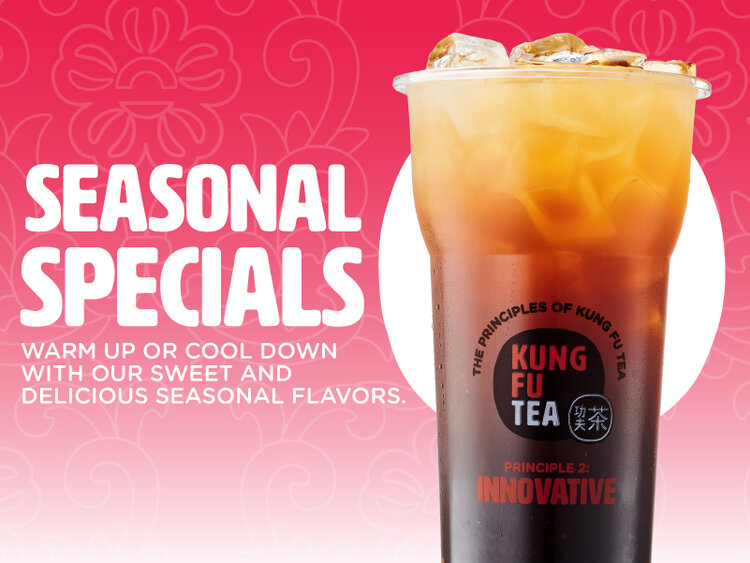 SEASONAL
SPECIALS
WARM UP OR COOL DOWN
WITH OUR SWEET AND
DELICIOUS SEASONAL FLAVORS.
THE PRINCIPLES OF KUNG FU TEA
KUNG
FU
TEA
功夫茶
PRINCIPLE 2:
INNOVATIVE